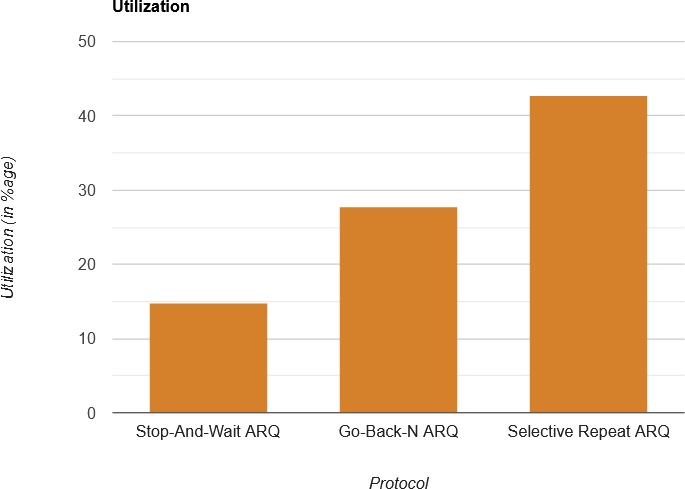 Utilization
Utilization (in %age)
50
40
30
20
10
0
Stop-And-Wait ARQ
Go-Back-N ARQ
Selective Repeat ARQ
Protocol